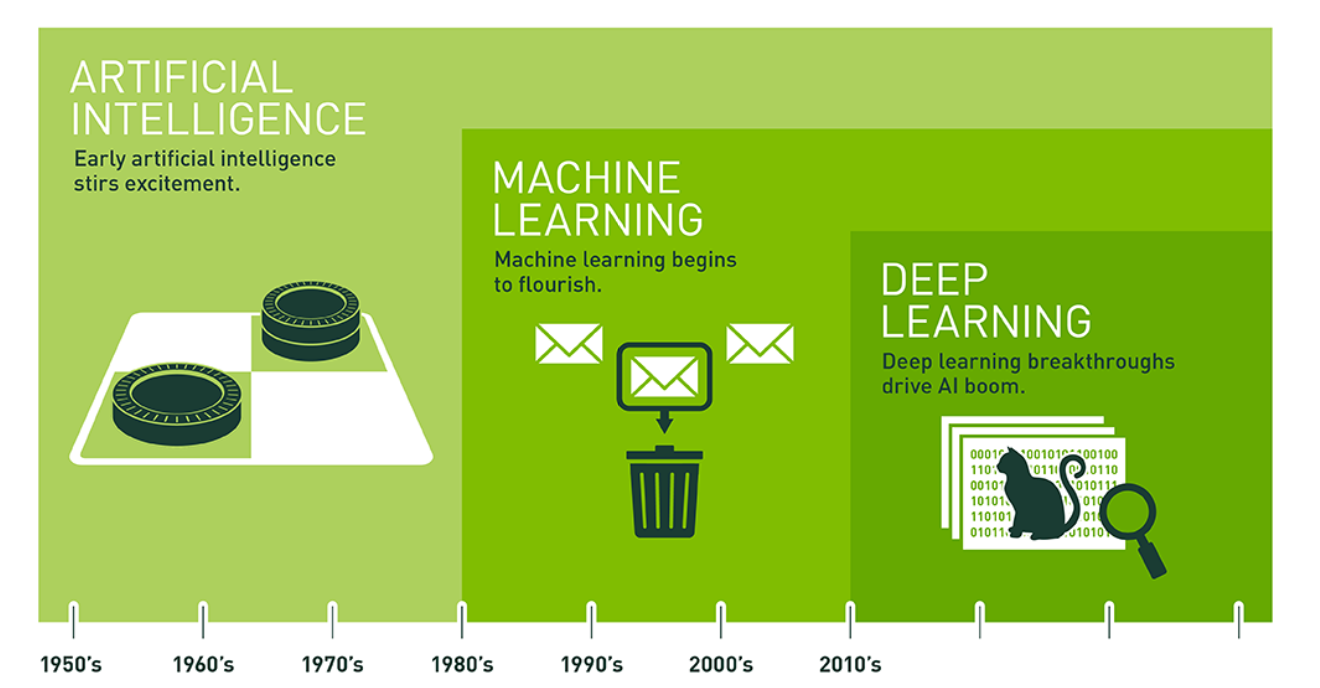 ARTIFICIAL
INTELLIGENCE
Early artificial intelligence
stirs excitement.
MACHINE
LEARNING
Machine learning begins
to flourish.
DEEP
LEARNING
Deep learning breakthroughs
drive AI boom.
1950's 1960's 1970's 1980's 1990's 2000's 2010's